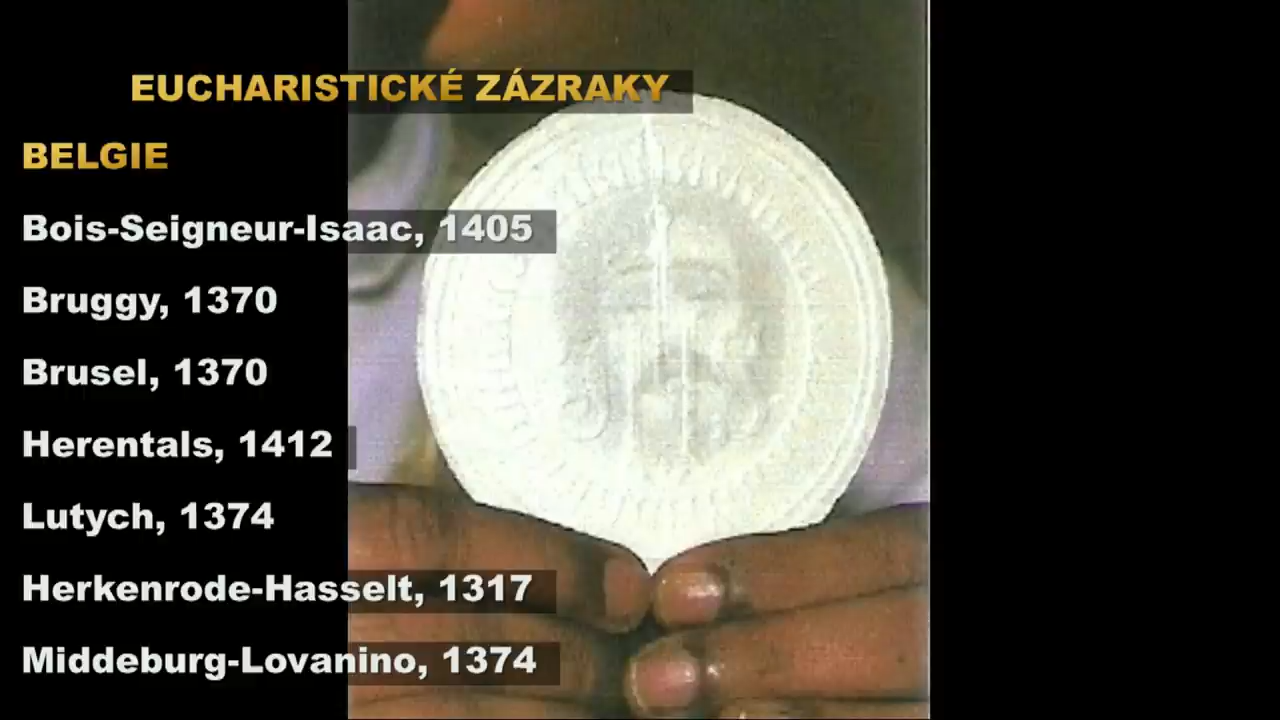 EUCHARISTICKÉ ZÁZRAKY
BELGIE
Bois-Seigneur-Isaac, 1405
Bruggy, 1370
Brusel, 1370
Herentals, 1412
Lutych, 1374
Herkenrode-Hasselt, 1317
Middeburg-Lovanino, 1374